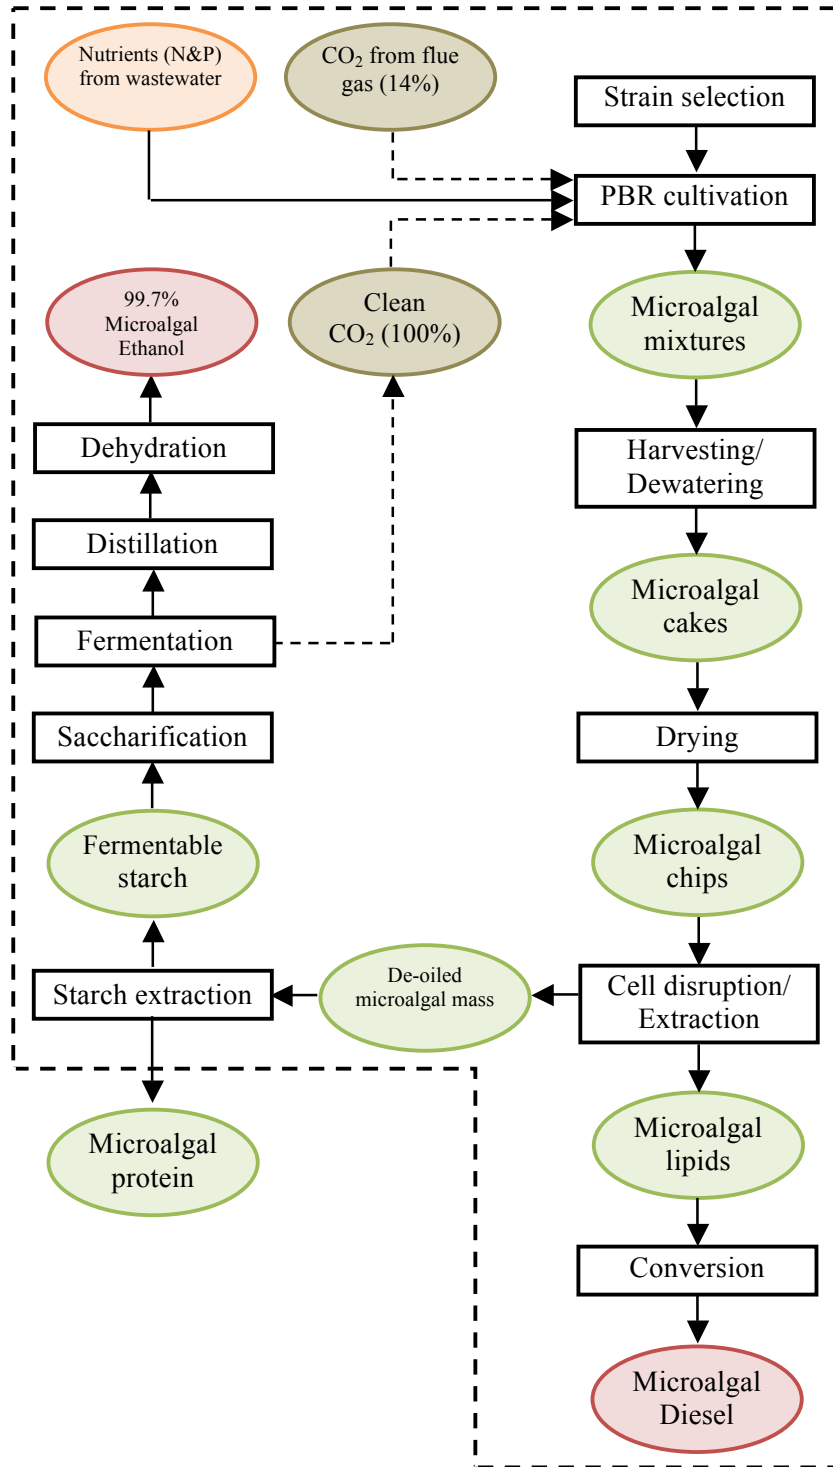 Nutrients (N&P)
from wastewater
CO₂ from flue
gas (14%)
Strain selection
PBR cultivation
99.7%
Microalgal
Ethanol
Clean
CO₂ (100%)
Microalgal
mixtures
Dehydration
Harvesting/
Dewatering
Distillation
Microalgal
cakes
Fermentation
Saccharification
Drying
Fermentable
starch
Microalgal
chips
Starch extraction
De-oiled
microalgal mass
Cell disruption/
Extraction
Microalgal
protein
Microalgal
lipids
Conversion
Microalgal
Diesel